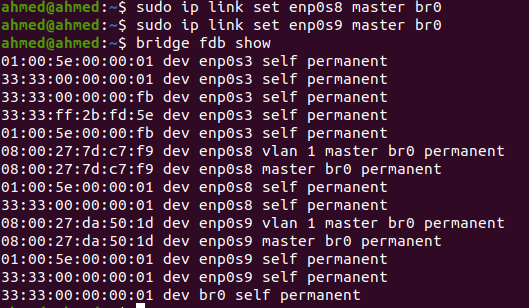 ahmed@ahmed:~$ sudo ip link set enp0s8 master br0
ahmed@ahmed:~$ sudo ip link set enp0s9 master br0
ahmed@ahmed:~$ bridge fdb show
01:00:5e:00:00:01 dev enp0s3 self permanent
33:33:00:00:00:01 dev enp0s3 self permanent
33:33:00:00:00:fb dev enp0s3 self permanent
33:33:ff:2b:fd:5e dev enp0s3 self permanent
01:00:5e:00:00:fb dev enp0s3 self permanent
08:00:27:7d:c7:f9 dev enp0s8 vlan 1 master br0 permanent
08:00:27:7d:c7:f9 dev enp0s8 master br0 permanent
01:00:5e:00:00:01 dev enp0s8 self permanent
33:33:00:00:00:01 dev enp0s8 self permanent
08:00:27:da:50:1d dev enp0s9 vlan 1 master br0 permanent
08:00:27:da:50:1d dev enp0s9 master br0 permanent
01:00:5e:00:00:01 dev enp0s9 self permanent
33:33:00:00:00:01 dev enp0s9 self permanent
33:33:00:00:00:01 dev br0 self permanent